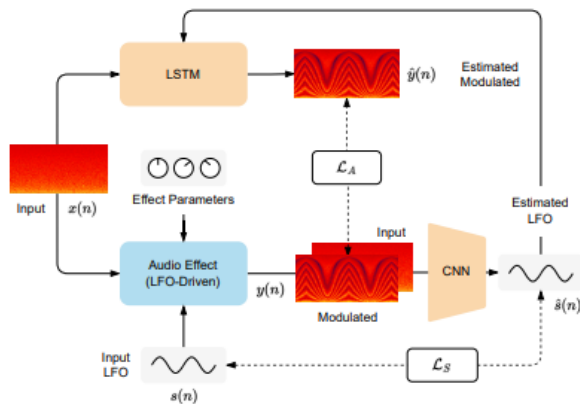 LSTM
ŷ(n)
Estimated
Modulated
ℒ_A
Input x(n)
Effect Parameters
Estimated
LFO
Input
Audio Effect
(LFO-Driven)
y(n)
CNN
Modulated
ŝ(n)
Input
LFO
s(n)
ℒ_S